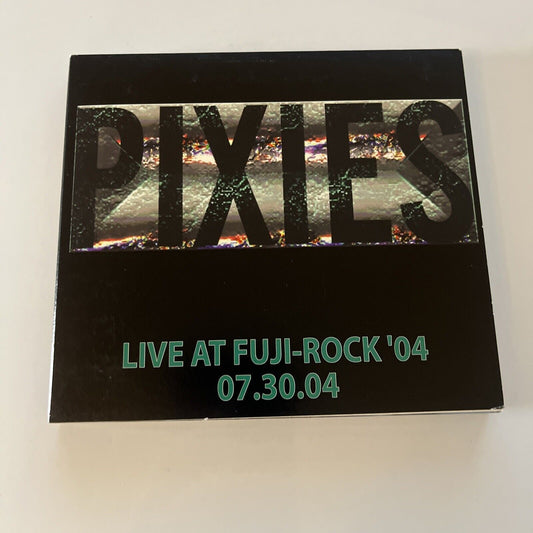 PIXIES
LIVE AT FUJI-ROCK '04
07.30.04